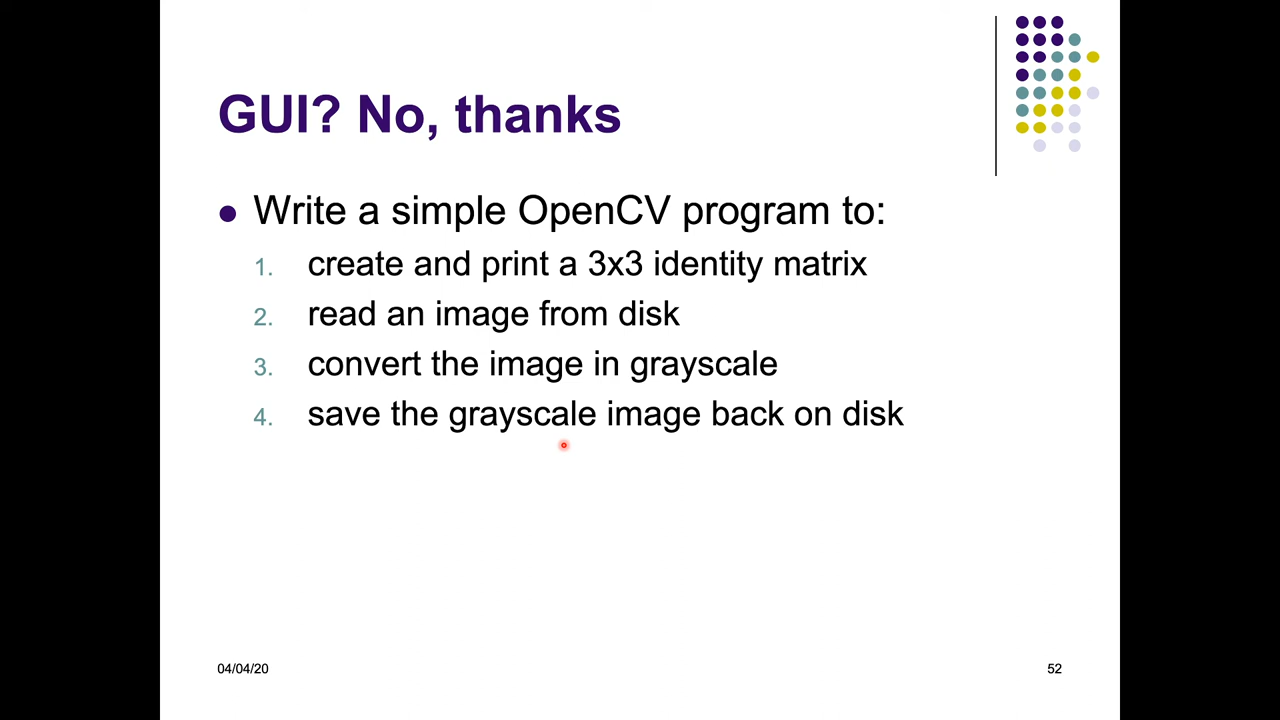 GUI? No, thanks
● Write a simple OpenCV program to:
1. create and print a 3x3 identity matrix
2. read an image from disk
3. convert the image in grayscale
4. save the grayscale image back on disk
04/04/20
52